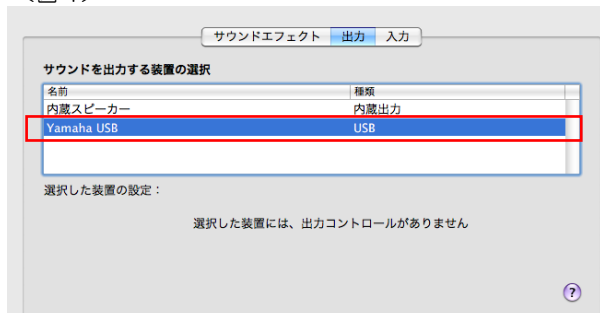 サウンドエフェクト 出力 入力
サウンドを出力する装置の選択
名前 種類
内蔵スピーカー 内蔵出力
Yamaha USB USB
選択した装置の設定：
選択した装置には、出力コントロールがありません
?